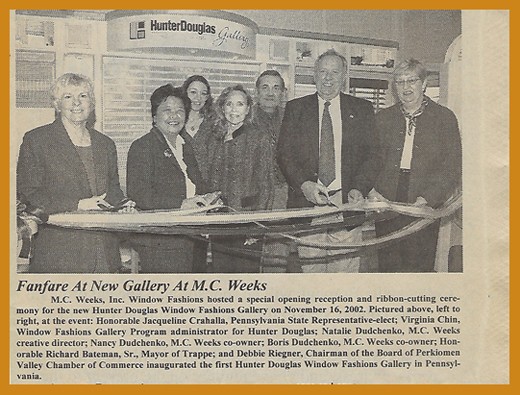 HunterDouglas
Gallery
Fanfare At New Gallery At M.C. Weeks
M.C. Weeks, Inc. Window Fashions hosted a special opening reception and ribbon-cutting cere-
mony for the new Hunter Douglas Window Fashions Gallery on November 16, 2002. Pictured above, left to
right, at the event: Honorable Jacqueline Crahalla, Pennsylvania State Representative-elect; Virginia Chin,
Window Fashions Gallery Program administrator for Hunter Douglas; Natalie Dudchenko, M.C. Weeks
creative director; Nancy Dudchenko, M.C. Weeks co-owner; Boris Dudchenko, M.C. Weeks co-owner; Hon-
orable Richard Bateman, Sr., Mayor of Trappe; and Debbie Riegner, Chairman of the Board of Perkiomen
Valley Chamber of Commerce inaugurated the first Hunter Douglas Window Fashions Gallery in Pennsyl-
vania.